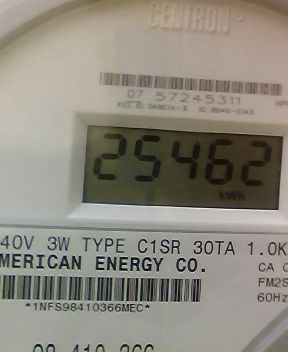 CENTRON
07 57245311
25462
kWh
40V 3W TYPE C1SR 30TA 1.0K
MERICAN ENERGY CO.
CA 0
FM2S
60Hz
*1NFS98410366MEC*